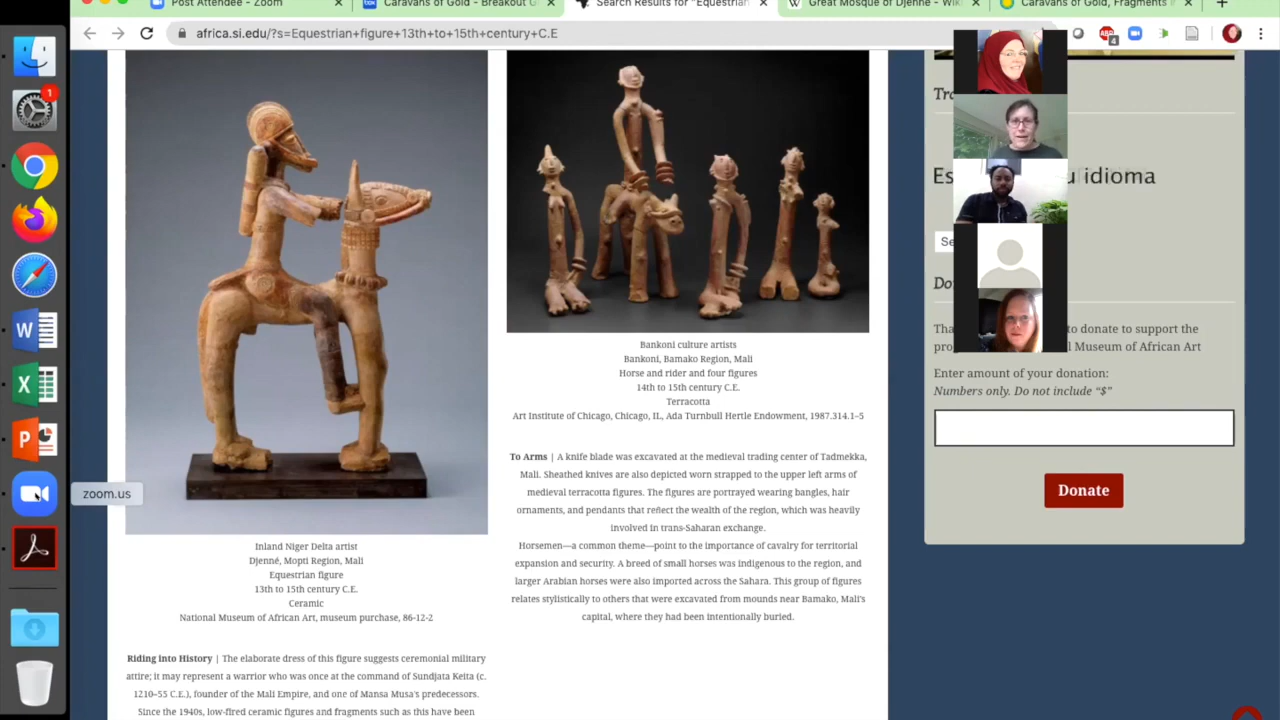 Post Attendee - Zoom
Caravans of Gold - Breakout G
Search Results for "Equestrian
Great Mosque of Djenné - Wiki
Caravans of Gold, Fragments i
africa.si.edu/?s=Equestrian+figure+13th+to+15th+century+C.E
4
1
zoom.us
Inland Niger Delta artist
Djenné, Mopti Region, Mali
Equestrian figure
13th to 15th century C.E.
Ceramic
National Museum of African Art, museum purchase, 86-12-2
Riding into History | The elaborate dress of this figure suggests ceremonial military
attire; it may represent a warrior who was once at the command of Sundjata Keita (c.
1210–55 C.E.), founder of the Mali Empire, and one of Mansa Musa's predecessors.
Since the 1940s, low-fired ceramic figures and fragments such as this have been
Bankoni culture artists
Bankoni, Bamako Region, Mali
Horse and rider and four figures
14th to 15th century C.E.
Terracotta
Art Institute of Chicago, Chicago, IL, Ada Turnbull Hertle Endowment, 1987.314.1–5
To Arms | A knife blade was excavated at the medieval trading center of Tadmekka,
Mali. Sheathed knives are also depicted worn strapped to the upper left arms of
medieval terracotta figures. The figures are portrayed wearing bangles, hair
ornaments, and pendants that reflect the wealth of the region, which was heavily
involved in trans-Saharan exchange.
Horsemen—a common theme—point to the importance of cavalry for territorial
expansion and security. A breed of small horses was indigenous to the region, and
larger Arabian horses were also imported across the Sahara. This group of figures
relates stylistically to others that were excavated from mounds near Bamako, Mali's
capital, where they had been intentionally buried.
idioma
to donate to support the
l Museum of African Art
Enter amount of your donation:
Numbers only. Do not include “$”
Donate